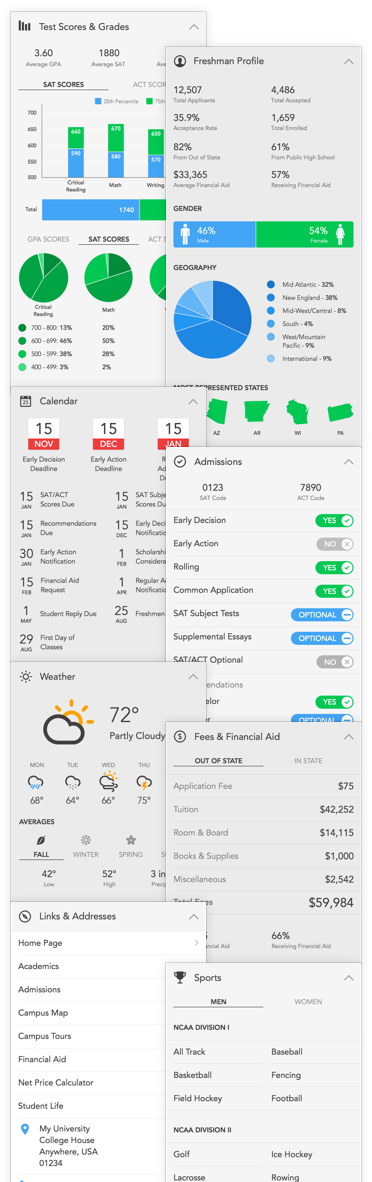 Test Scores & Grades
3.60
Average GPA
1880
Average SAT
SAT SCORES
ACT SCOR
25th Percentile
75th
700
650
600
550
500
660
590
670
580
650
570
Critical
Reading
Math
Writing
Total
1740
GPA SCORES
SAT SCORES
ACT S
Critical
Reading
Math
700 - 800: 13%
20%
600 - 699: 46%
50%
500 - 599: 38%
28%
400 - 499: 3%
2%
Freshman Profile
12,507
Total Applicants
4,486
Total Accepted
35.9%
Acceptance Rate
1,659
Total Enrolled
82%
From Out of State
61%
From Public High School
$33,365
Average Financial Aid
57%
Receiving Financial Aid
GENDER
46%
Male
54%
Female
GEOGRAPHY
Mid Atlantic - 32%
New England - 38%
Mid-West/Central - 8%
South - 4%
West/Mountain
Pacific - 9%
International - 9%
MOST REPRESENTED STATES
AZ
AR
WI
PA
25
Calendar
15
NOV
Early Decision
Deadline
15
DEC
Early Action
Deadline
15
JAN
R
Ad
De
15
JAN
SAT/ACT
Scores Due
15
JAN
SAT Subje
Scores Du
15
JAN
Recommendations
Due
15
DEC
Early Deci
Notificatio
30
JAN
Early Action
Notification
1
FEB
Scholarsh
Considera
15
FEB
Financial Aid
Request
1
APR
Regular A
Notificatio
1
MAY
Student Reply Due
25
AUG
Freshmen
29
AUG
First Day of
Classes
Admissions
0123
SAT Code
7890
ACT Code
Early Decision
YES
Early Action
NO
Rolling
YES
Common Application
YES
SAT Subject Tests
OPTIONAL
Supplemental Essays
OPTIONAL
SAT/ACT Optional
NO
mendations
elor
YES
er
OPTIONAL
Weather
72°
Partly Cloudy
MON
TUE
WED
THU
68°
64°
66°
75°
AVERAGES
FALL
WINTER
SPRING
SU
42°
Low
52°
High
3 in
Precip
Fees & Financial Aid
OUT OF STATE
IN STATE
Application Fee
$75
Tuition
$42,252
Room & Board
$14,115
Books & Supplies
$1,000
Miscellaneous
$2,542
Total Fees
$59,984
ncial Aid
66%
Receiving Financial Aid
Links & Addresses
Home Page
Academics
Admissions
Campus Map
Campus Tours
Financial Aid
Net Price Calculator
Student Life
My University
College House
Anywhere, USA
01234
Sports
MEN
WOMEN
NCAA DIVISION I
All Track
Baseball
Basketball
Fencing
Field Hockey
Football
NCAA DIVISION II
Golf
Ice Hockey
Lacrosse
Rowing